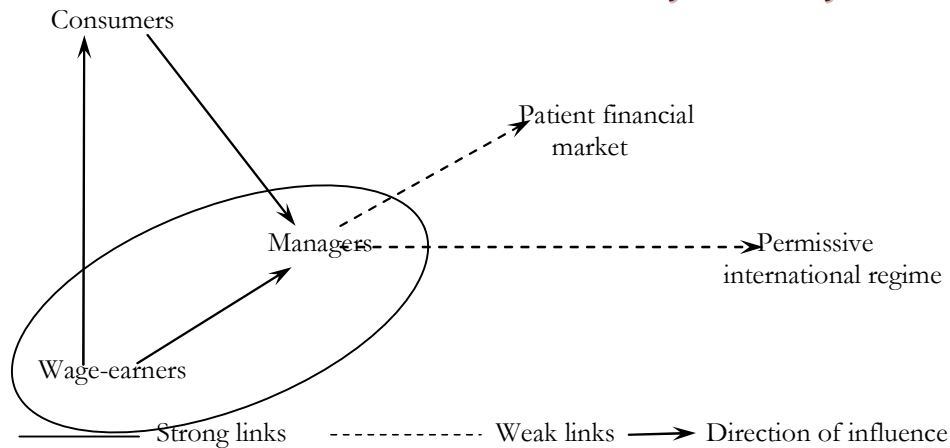 Consumers
Patient financial
market
Managers
Permissive
international regime
Wage-earners
Strong links
Weak links
Direction of influence